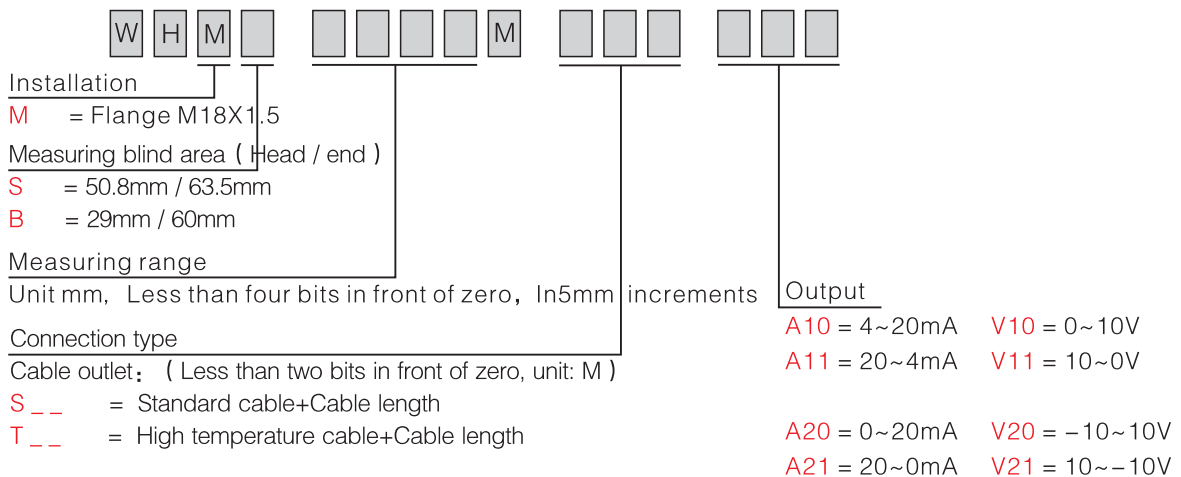 W H M M
Installation
M = Flange M18X1.5
Measuring blind area ( Head / end )
S = 50.8mm / 63.5mm
B = 29mm / 60mm
Measuring range
Unit mm, Less than four bits in front of zero, In5mm increments
Connection type
Cable outlet: ( Less than two bits in front of zero, unit: M )
S _ _ = Standard cable+Cable length
T _ _ = High temperature cable+Cable length
Output
A10 = 4~20mA V10 = 0~10V
A11 = 20~4mA V11 = 10~0V
A20 = 0~20mA V20 = −10~10V
A21 = 20~0mA V21 = 10~−10V